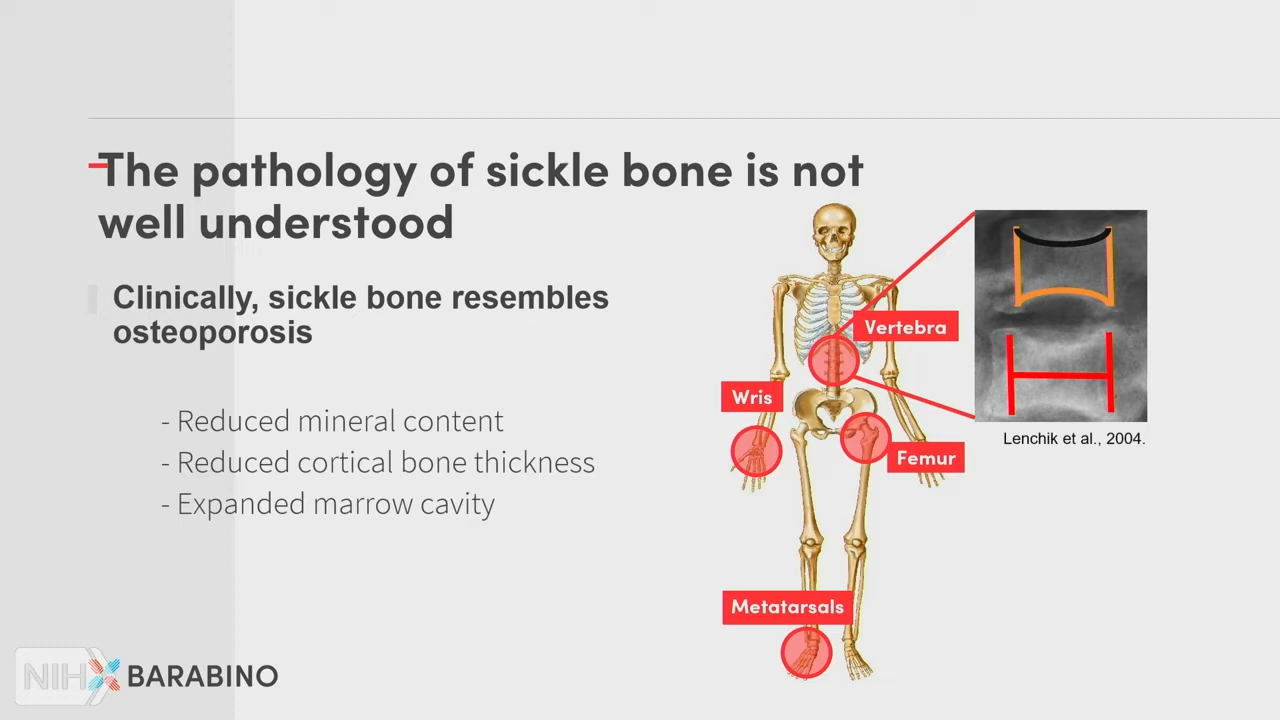 The pathology of sickle bone is not
well understood
Clinically, sickle bone resembles
osteoporosis
- Reduced mineral content
- Reduced cortical bone thickness
- Expanded marrow cavity
Vertebra
Wris
Femur
Metatarsals
Lenchik et al., 2004.
NIH
BARABINO